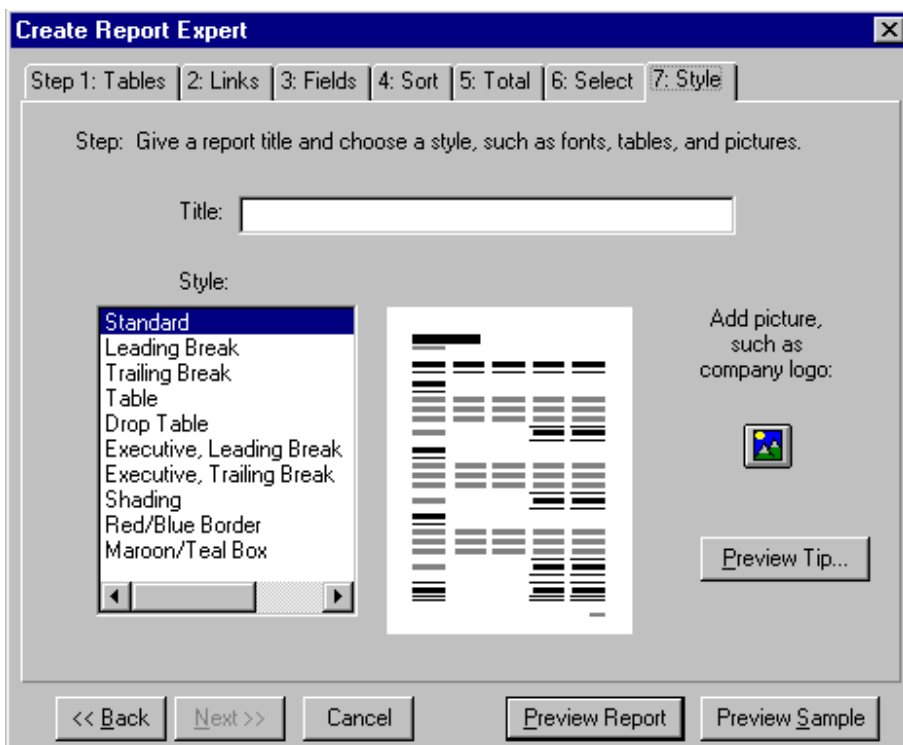 Create Report Expert
Step 1: Tables 2: Links 3: Fields 4: Sort 5: Total 6: Select 7: Style
Step: Give a report title and choose a style, such as fonts, tables, and pictures.
Title:
Style:
Standard
Leading Break
Trailing Break
Table
Drop Table
Executive, Leading Break
Executive, Trailing Break
Shading
Red/Blue Border
Maroon/Teal Box
Add picture,
such as
company logo:
Preview Tip...
<< Back Next >> Cancel Preview Report Preview Sample